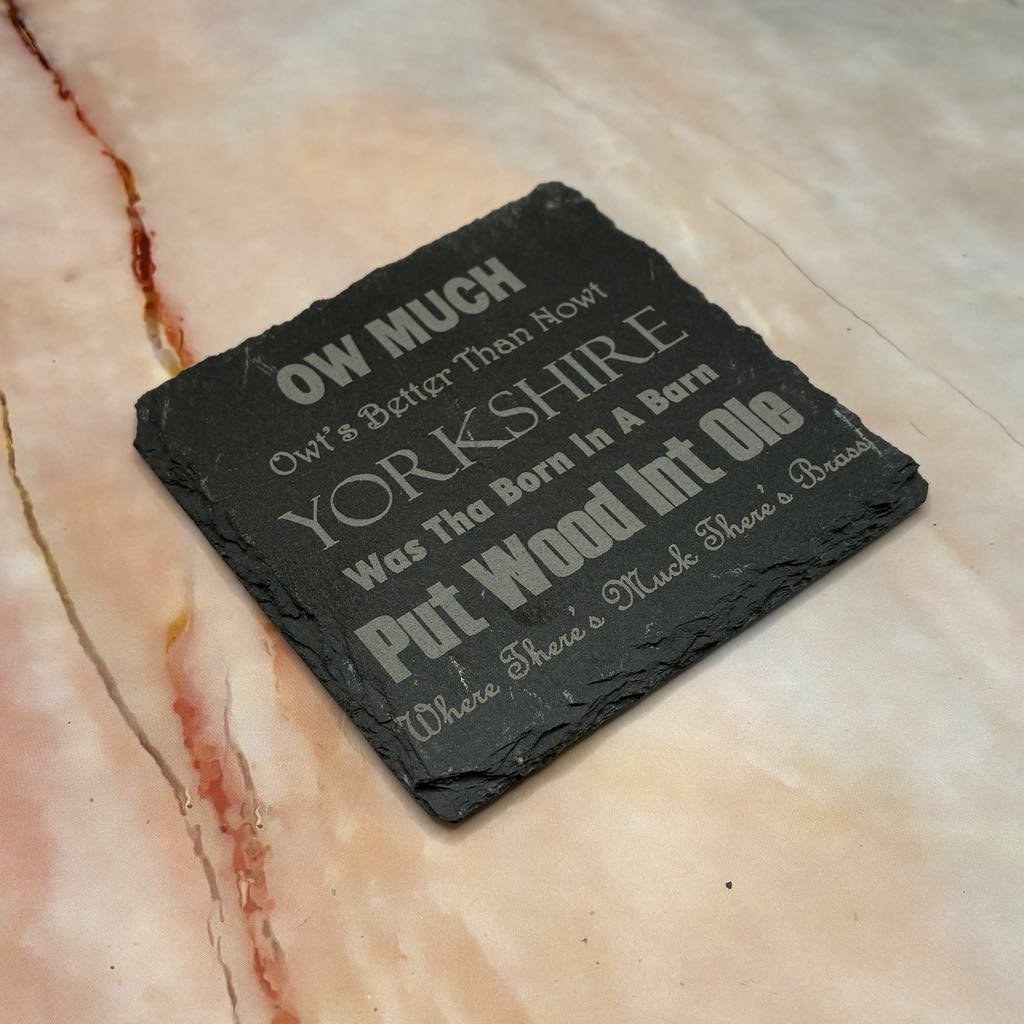 OW MUCH
Owt's Better Than Nowt
YORKSHIRE
Was Tha Born In A Barn
Put Wood Int Ole
Where There's Muck There's Brass!